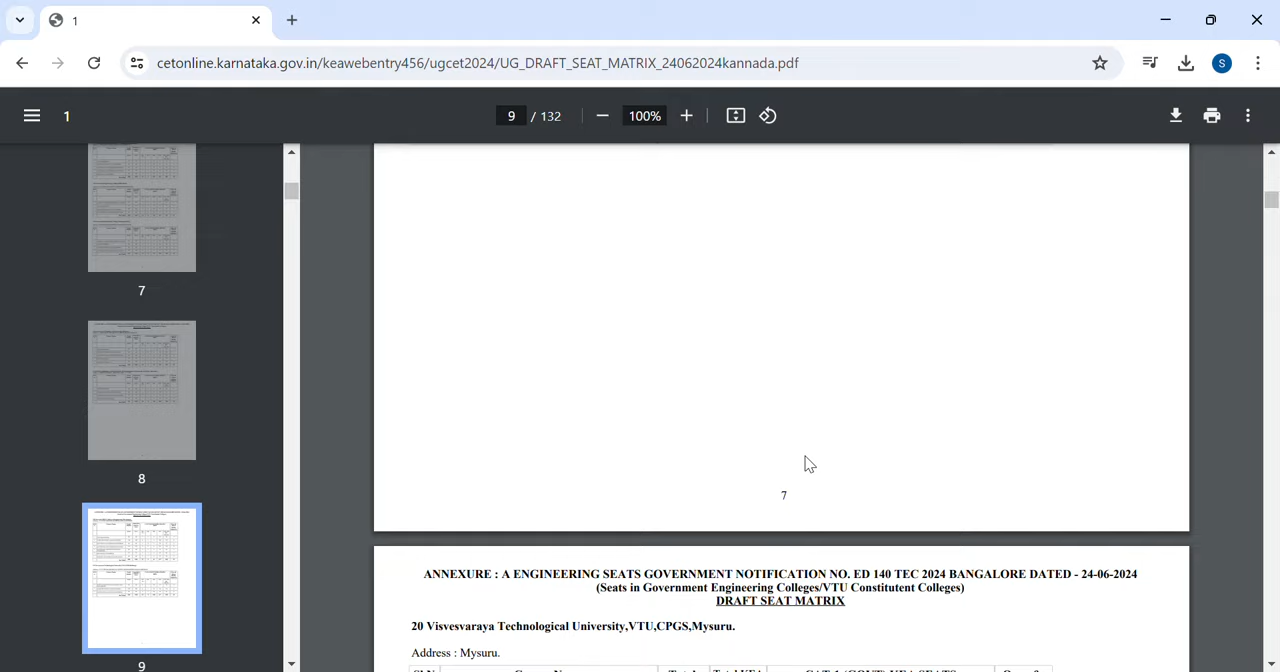 1
cetonline.karnataka.gov.in/keawebentry456/ugcet2024/UG_DRAFT_SEAT_MATRIX_24062024kannada.pdf
S
1
9 / 132
100%
7
8
9
7
ANNEXURE : A ENGINEERING SEATS GOVERNMENT NOTIFICATION NO. ED 140 TEC 2024 BANGALORE DATED - 24-06-2024
(Seats in Government Engineering Colleges/VTU Constitutent Colleges)
DRAFT SEAT MATRIX
20 Visvesvaraya Technological University,VTU,CPGS,Mysuru.
Address : Mysuru.